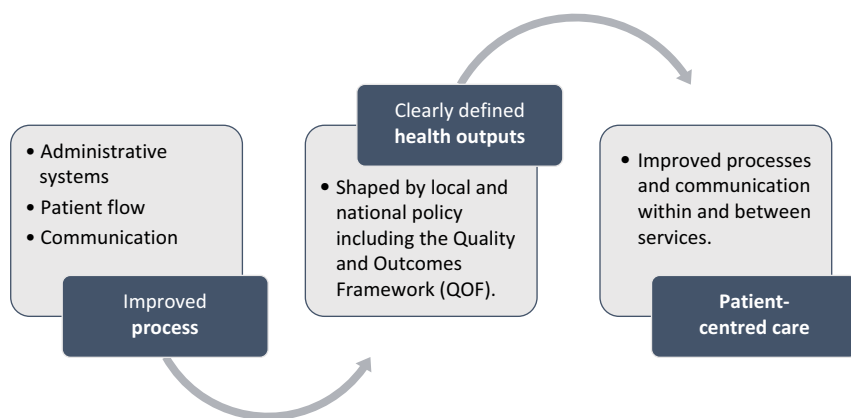 • Administrative
systems
• Patient flow
• Communication
Improved
process
Clearly defined
health outputs
• Shaped by local and
national policy
including the Quality
and Outcomes
Framework (QOF).
• Improved processes
and communication
within and between
services.
Patient-
centred care